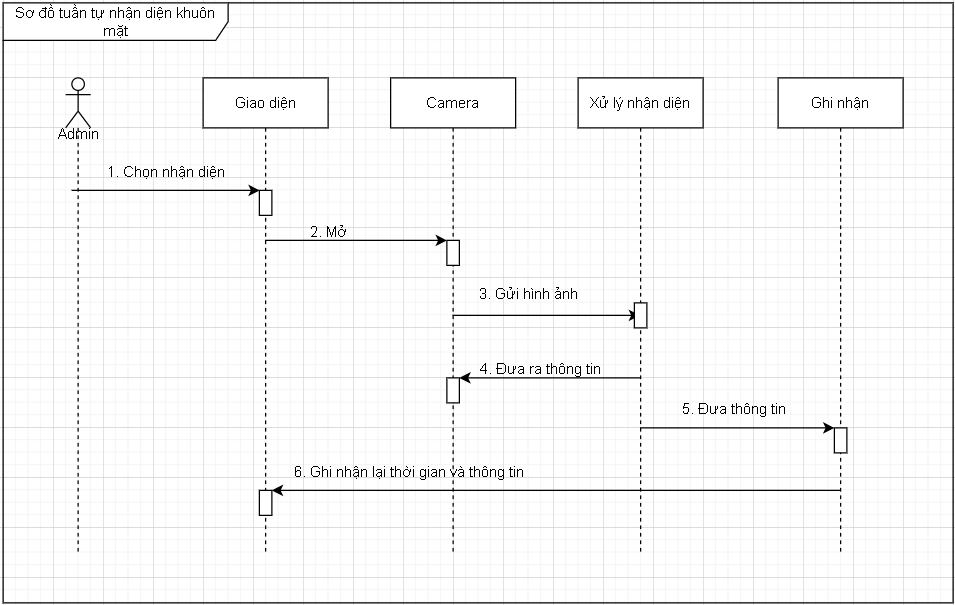 Sơ đồ tuần tự nhận diện khuôn
mặt
Admin
Giao diện
Camera
Xử lý nhận diện
Ghi nhận
1. Chọn nhận diện
2. Mở
3. Gửi hình ảnh
4. Đưa ra thông tin
5. Đưa thông tin
6. Ghi nhận lại thời gian và thông tin